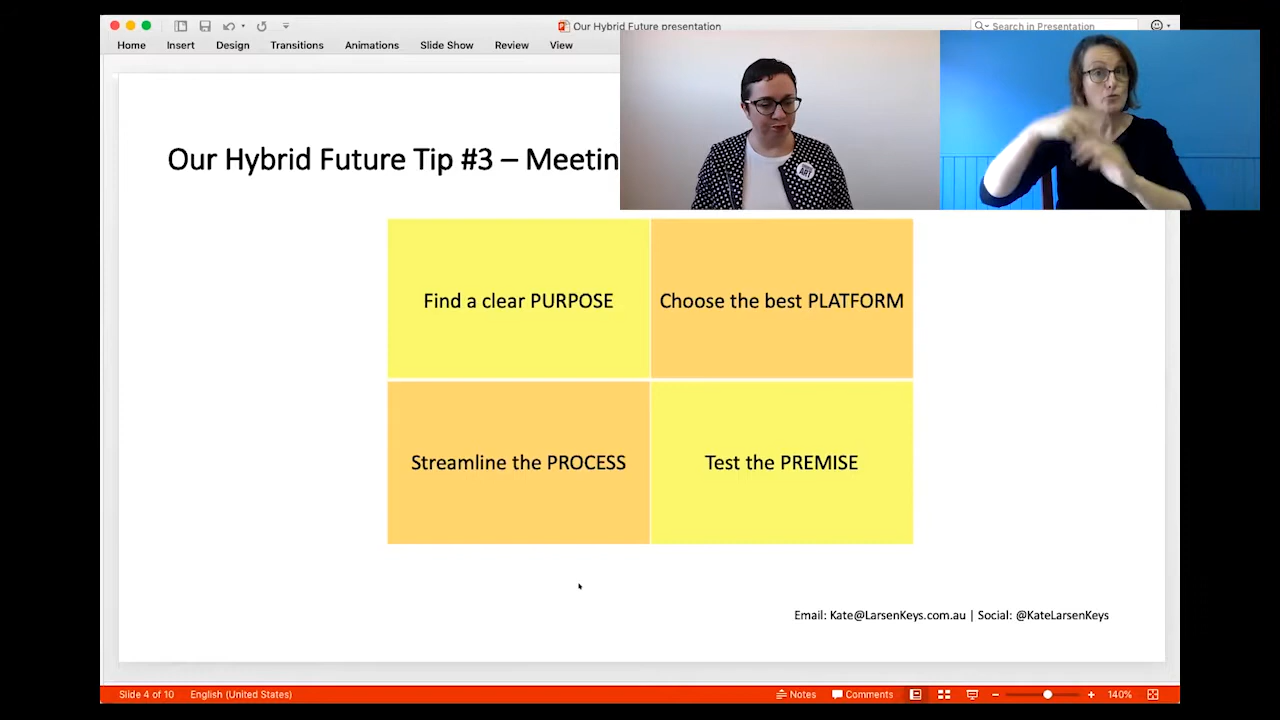 Our Hybrid Future presentation
Search in Presentation
Home Insert Design Transitions Animations Slide Show Review View
Our Hybrid Future Tip #3 – Meetin
Find a clear PURPOSE
Choose the best PLATFORM
Streamline the PROCESS
Test the PREMISE
Email: Kate@LarsenKeys.com.au | Social: @KateLarsenKeys
Slide 4 of 10 English (United States) Notes Comments 140%